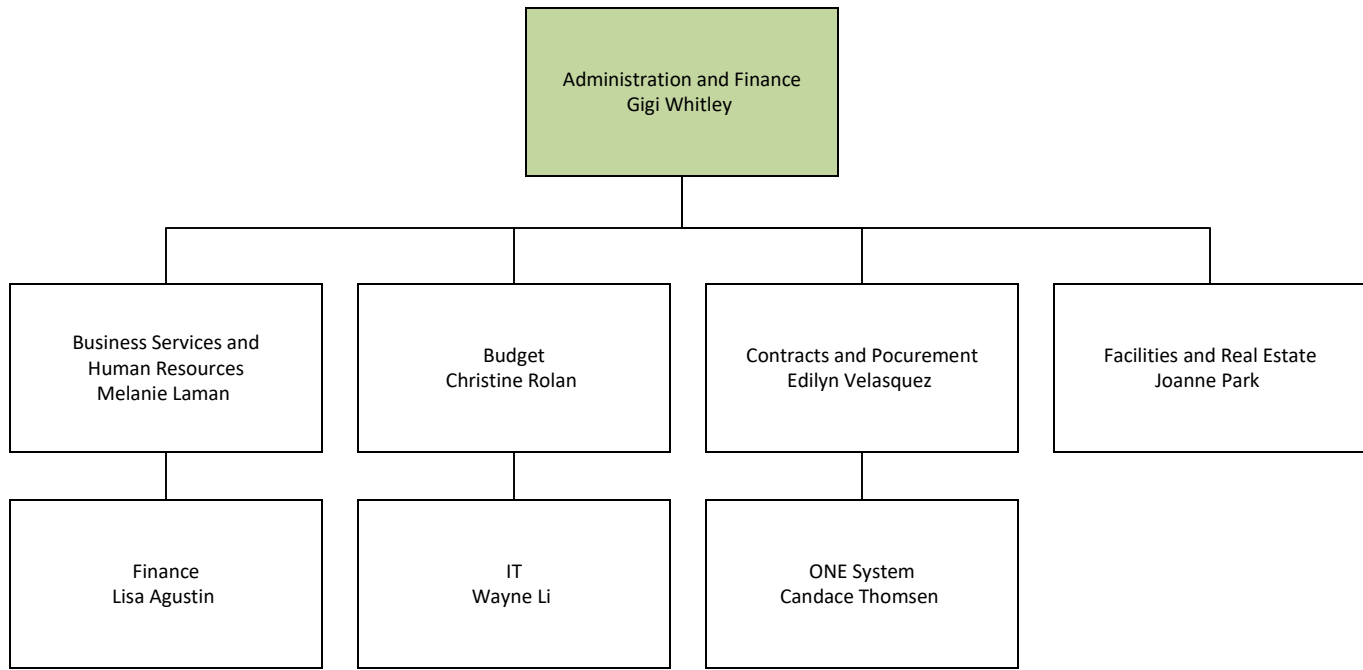 Administration and Finance
Gigi Whitley
Business Services and
Human Resources
Melanie Laman
Budget
Christine Rolan
Contracts and Pocurement
Edilyn Velasquez
Facilities and Real Estate
Joanne Park
Finance
Lisa Agustin
IT
Wayne Li
ONE System
Candace Thomsen